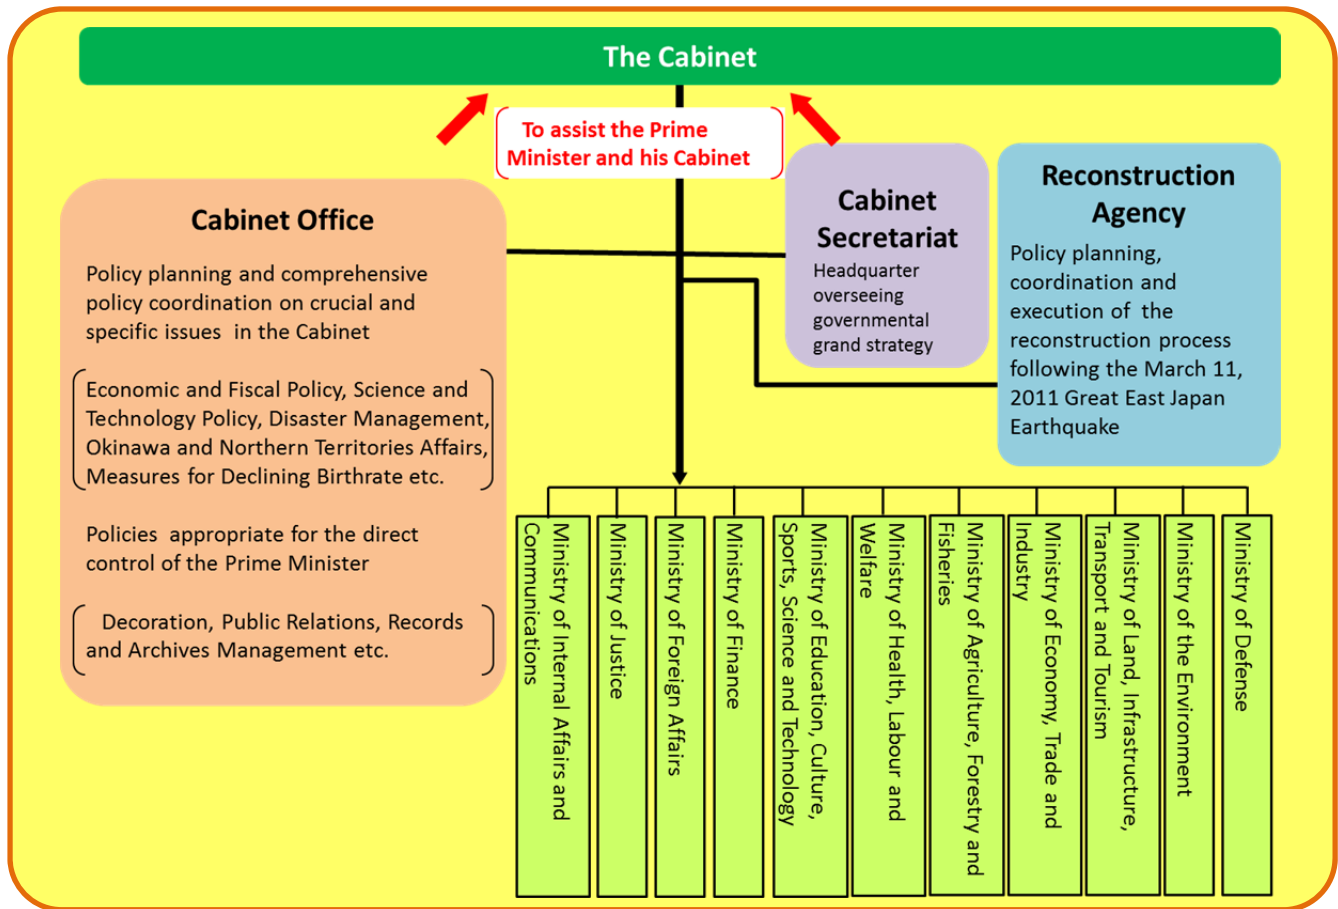 The Cabinet
To assist the Prime
Minister and his Cabinet
Cabinet Office
Policy planning and comprehensive
policy coordination on crucial and
specific issues in the Cabinet
Economic and Fiscal Policy, Science and
Technology Policy, Disaster Management,
Okinawa and Northern Territories Affairs,
Measures for Declining Birthrate etc.
Policies appropriate for the direct
control of the Prime Minister
Decoration, Public Relations, Records
and Archives Management etc.
Cabinet
Secretariat
Headquarter
overseeing
governmental
grand strategy
Reconstruction
Agency
Policy planning,
coordination and
execution of the
reconstruction process
following the March 11,
2011 Great East Japan
Earthquake
Ministry of Internal Affairs and
Communications
Ministry of Justice
Ministry of Foreign Affairs
Ministry of Finance
Ministry of Education, Culture,
Sports, Science and Technology
Ministry of Health, Labour and
Welfare
Ministry of Agriculture, Forestry and
Fisheries
Ministry of Economy, Trade and
Industry
Ministry of Land, Infrastructure,
Transport and Tourism
Ministry of the Environment
Ministry of Defense